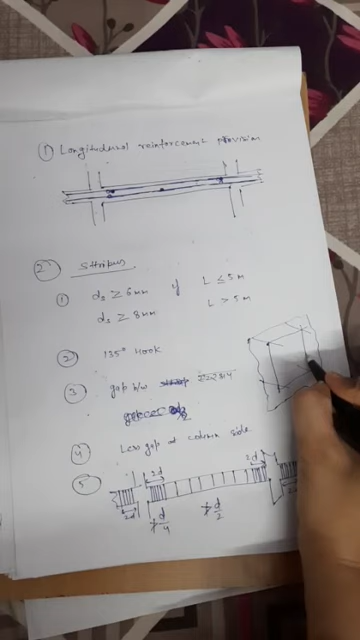 ① Longitudinal reinforcement provision
② Stirrups
① ds ≥ 6mm if L ≤ 5m
ds ≥ 8mm L > 5m
② 135° Hook
③ gap b/w
④ Less gap at column side
⑤ 2d 2d
2d d/4 d/2